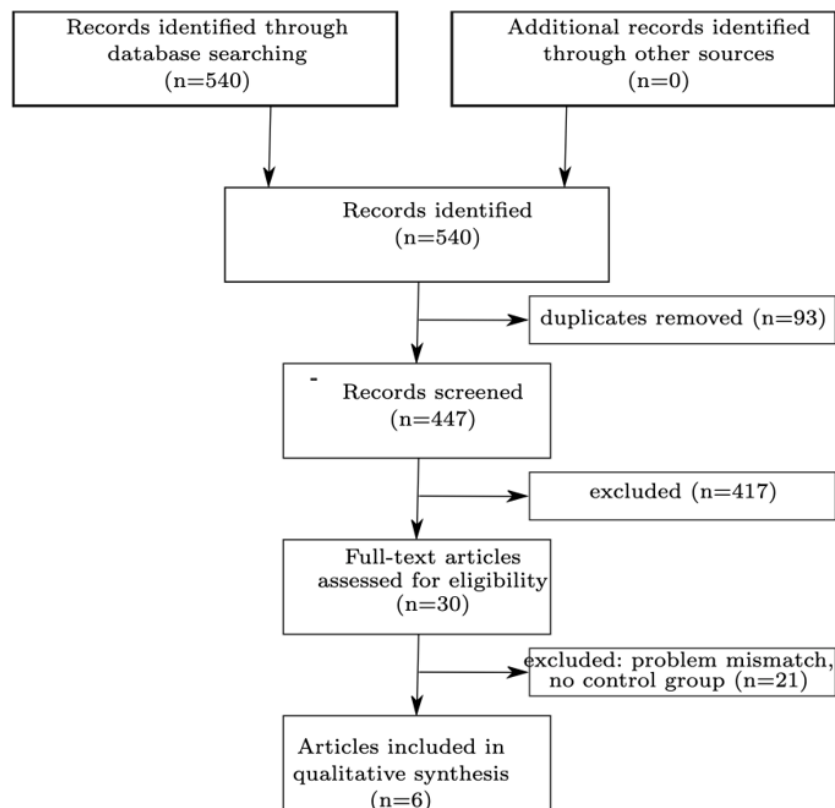 Records identified through
database searching
(n=540)
Additional records identified
through other sources
(n=0)
Records identified
(n=540)
duplicates removed (n=93)
-
Records screened
(n=447)
excluded (n=417)
Full-text articles
assessed for eligibility
(n=30)
excluded: problem mismatch,
no control group (n=21)
Articles included in
qualitative synthesis
(n=6)